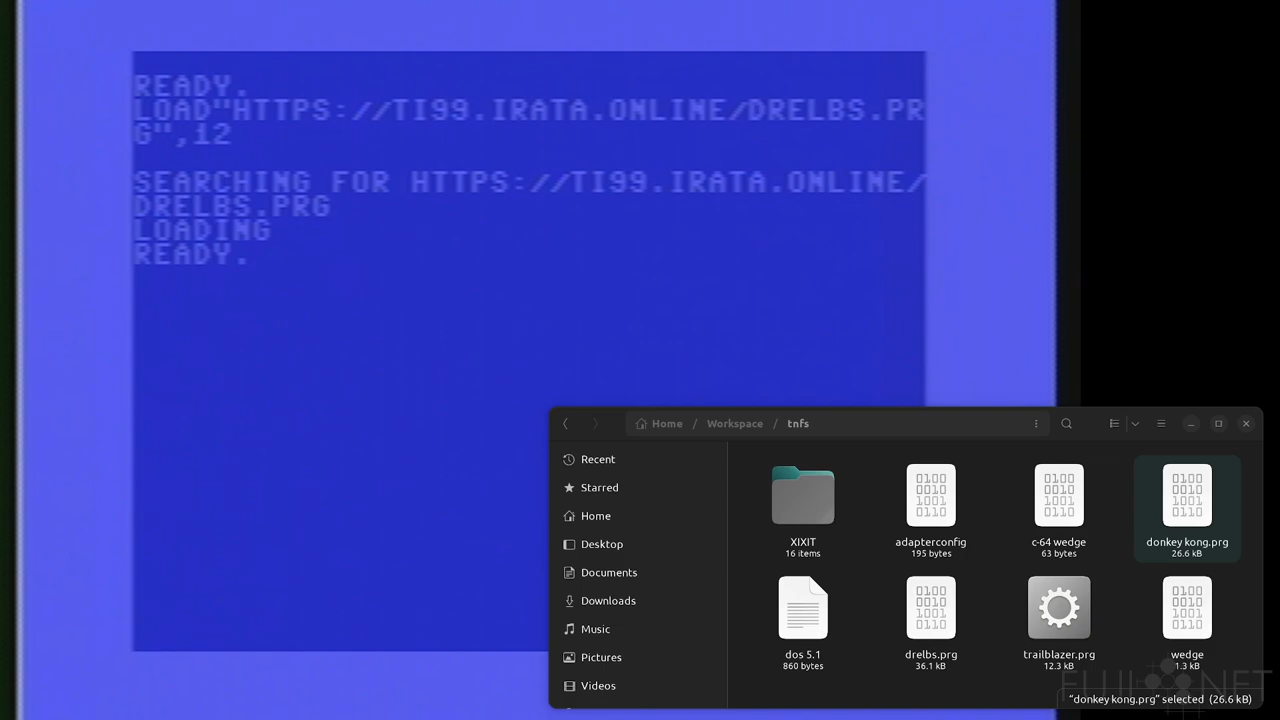 READY.
LOAD"HTTPS://TI99.IRATA.ONLINE/DRELBS.PR
G",12
SEARCHING FOR HTTPS://TI99.IRATA.ONLINE/
DRELBS.PRG
LOADING
READY.
Home / Workspace / tnfs
Recent
Starred
Home
Desktop
Documents
Downloads
Music
Pictures
Videos
XIXIT
16 items
adapterconfig
195 bytes
c-64 wedge
63 bytes
donkey kong.prg
26.6 kB
dos 5.1
860 bytes
drelbs.prg
36.1 kB
trailblazer.prg
12.3 kB
wedge
1.3 kB
FUJI NET
“donkey kong.prg” selected (26.6 kB)